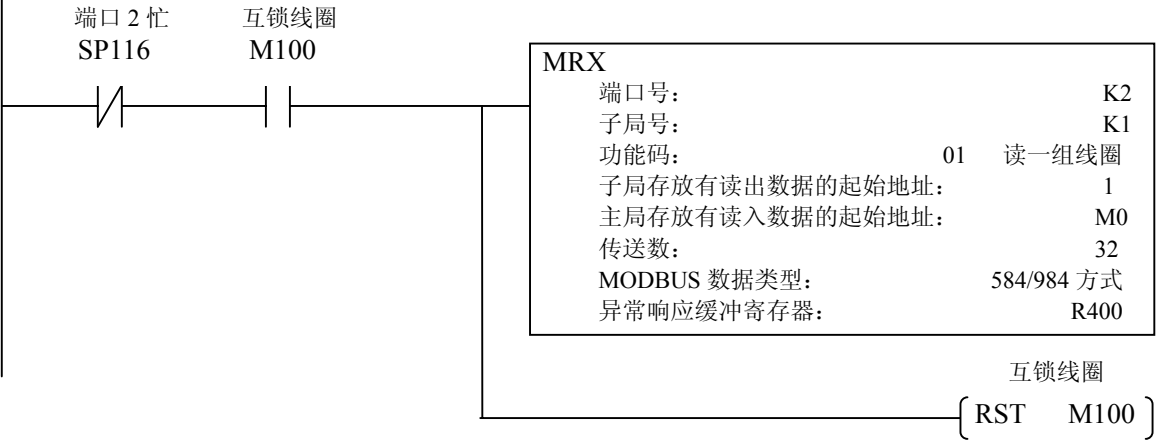 端口 2 忙 互锁线圈
SP116 M100
MRX
端口号： K2
子局号： K1
功能码： 01 读一组线圈
子局存放有读出数据的起始地址： 1
主局存放有读入数据的起始地址： M0
传送数： 32
MODBUS 数据类型： 584/984 方式
异常响应缓冲寄存器： R400
互锁线圈
RST M100